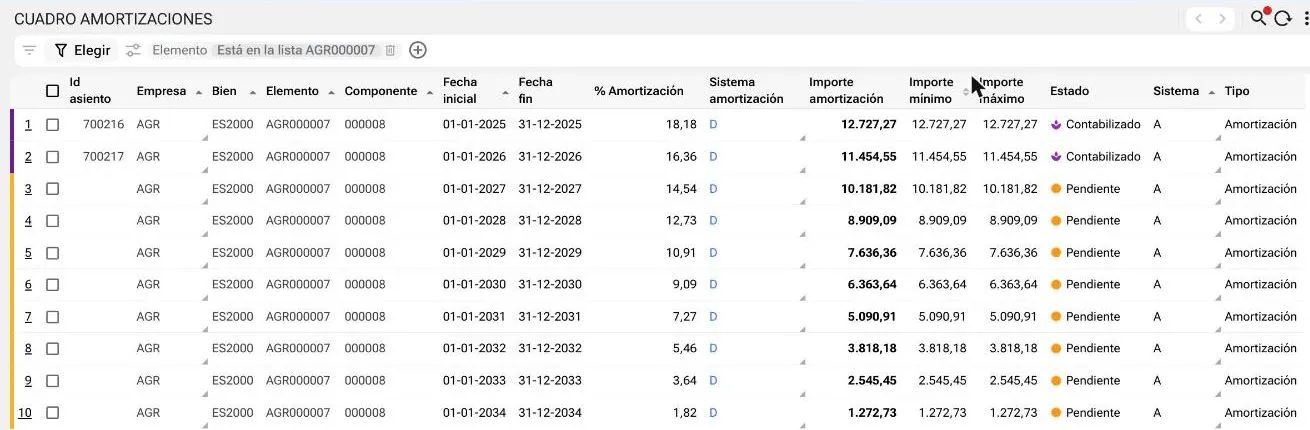 CUADRO AMORTIZACIONES
Elegir Elemento Está en la lista AGR000007
Id asiento Empresa Bien Elemento Componente Fecha inicial Fecha fin % Amortización Sistema amortización Importe amortización Importe mínimo Importe máximo Estado Sistema Tipo
1 700216 AGR ES2000 AGR000007 000008 01-01-2025 31-12-2025 18,18 D 12.727,27 12.727,27 12.727,27 Contabilizado A Amortización
2 700217 AGR ES2000 AGR000007 000008 01-01-2026 31-12-2026 16,36 D 11.454,55 11.454,55 11.454,55 Contabilizado A Amortización
3 AGR ES2000 AGR000007 000008 01-01-2027 31-12-2027 14,54 D 10.181,82 10.181,82 10.181,82 Pendiente A Amortización
4 AGR ES2000 AGR000007 000008 01-01-2028 31-12-2028 12,73 D 8.909,09 8.909,09 8.909,09 Pendiente A Amortización
5 AGR ES2000 AGR000007 000008 01-01-2029 31-12-2029 10,91 D 7.636,36 7.636,36 7.636,36 Pendiente A Amortización
6 AGR ES2000 AGR000007 000008 01-01-2030 31-12-2030 9,09 D 6.363,64 6.363,64 6.363,64 Pendiente A Amortización
7 AGR ES2000 AGR000007 000008 01-01-2031 31-12-2031 7,27 D 5.090,91 5.090,91 5.090,91 Pendiente A Amortización
8 AGR ES2000 AGR000007 000008 01-01-2032 31-12-2032 5,46 D 3.818,18 3.818,18 3.818,18 Pendiente A Amortización
9 AGR ES2000 AGR000007 000008 01-01-2033 31-12-2033 3,64 D 2.545,45 2.545,45 2.545,45 Pendiente A Amortización
10 AGR ES2000 AGR000007 000008 01-01-2034 31-12-2034 1,82 D 1.272,73 1.272,73 1.272,73 Pendiente A Amortización